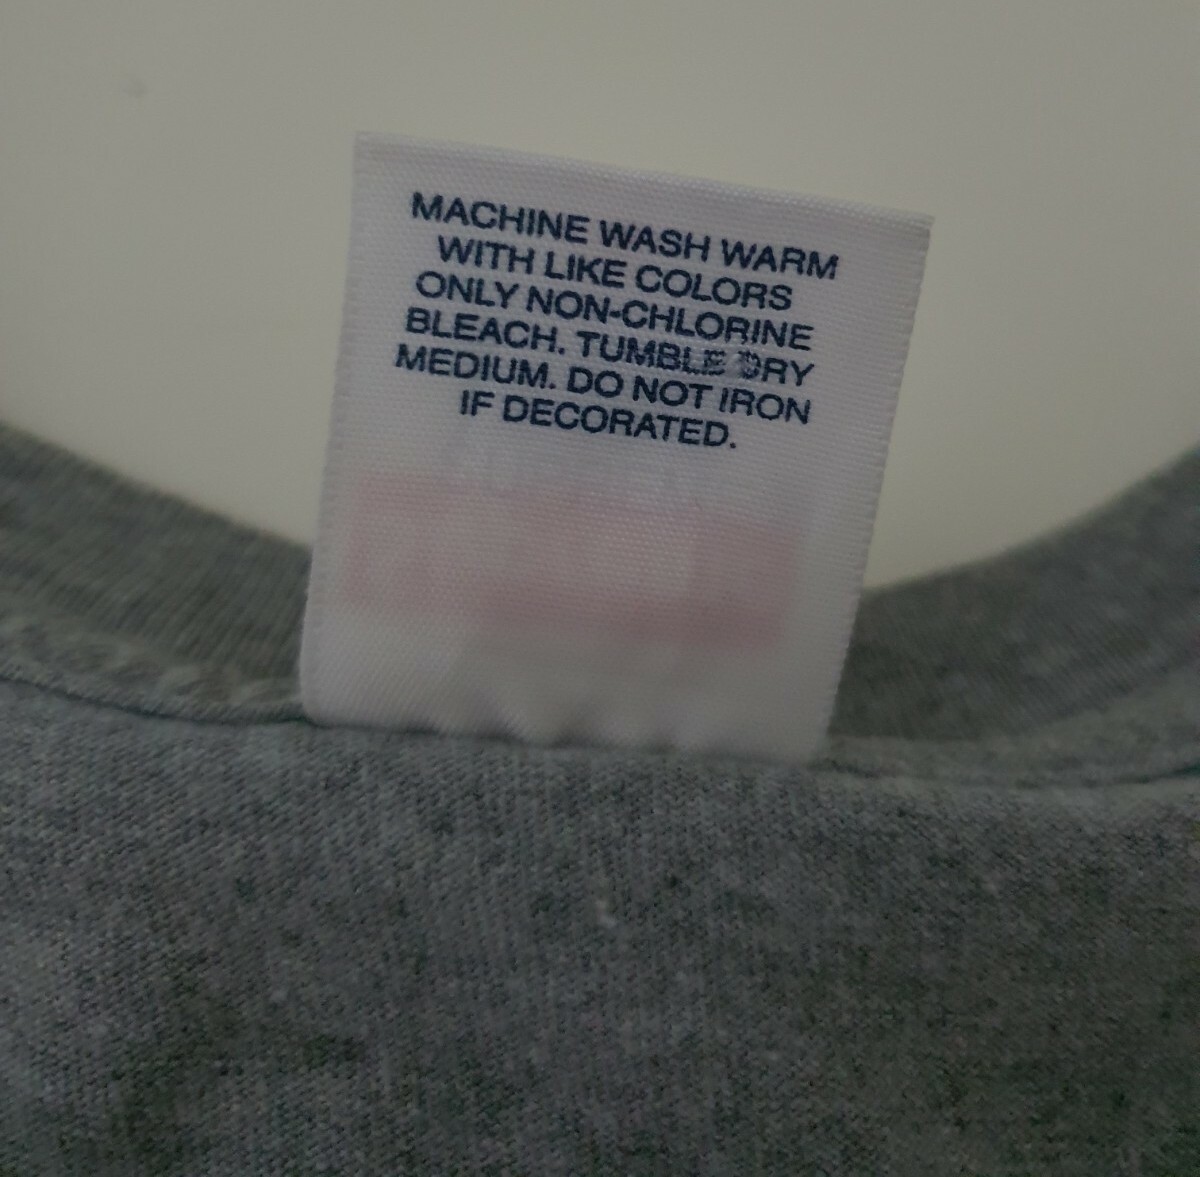 MACHINE WASH WARM
WITH LIKE COLORS
ONLY NON-CHLORINE
BLEACH. TUMBLE DRY
MEDIUM. DO NOT IRON
IF DECORATED.